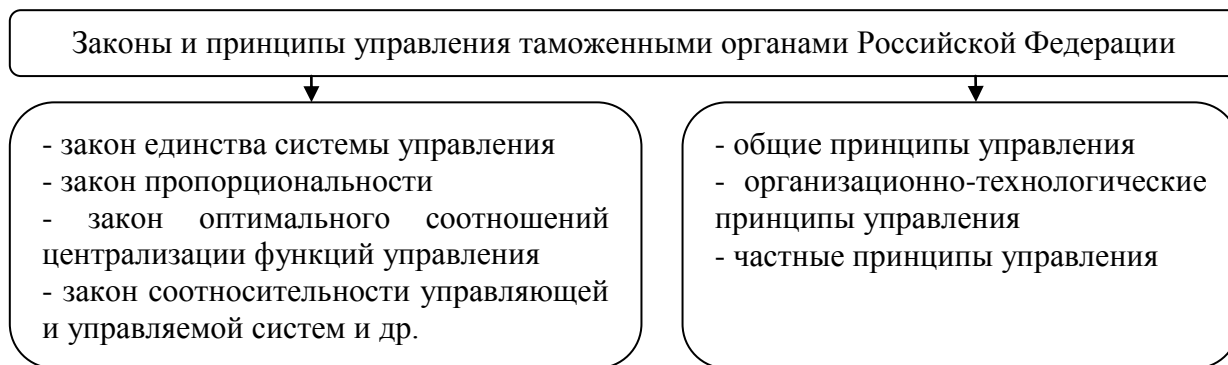 Законы и принципы управления таможенными органами Российской Федерации
- закон единства системы управления
- закон пропорциональности
- закон оптимального соотношений
централизации функций управления
- закон соотносительности управляющей
и управляемой систем и др.
- общие принципы управления
- организационно-технологические
принципы управления
- частные принципы управления